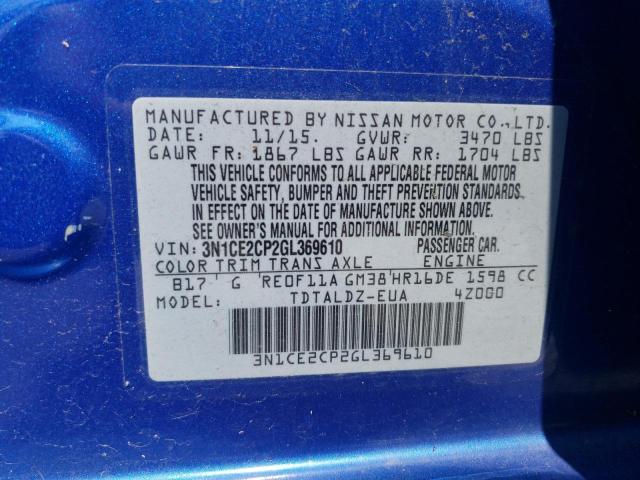 MANUFACTURED BY NISSAN MOTOR CO.,LTD.
DATE: 11/15. GVWR: 3470 LBS
GAWR FR: 1867 LBS GAWR RR: 1704 LBS
THIS VEHICLE CONFORMS TO ALL APPLICABLE FEDERAL MOTOR
VEHICLE SAFETY, BUMPER AND THEFT PREVENTION STANDARDS
IN EFFECT ON THE DATE OF MANUFACTURE SHOWN ABOVE.
SEE OWNER'S MANUAL FOR ADDITIONAL INFORMATION.
VIN: 3N1CE2CP2GL369610 PASSENGER CAR.
COLOR TRIM TRANS AXLE ENGINE
B17 G RE0F11A GM38 HR16DE 1598 CC
MODEL: TDTALDZ-EUA 4Z0G0
3N1CE2CP2GL369610